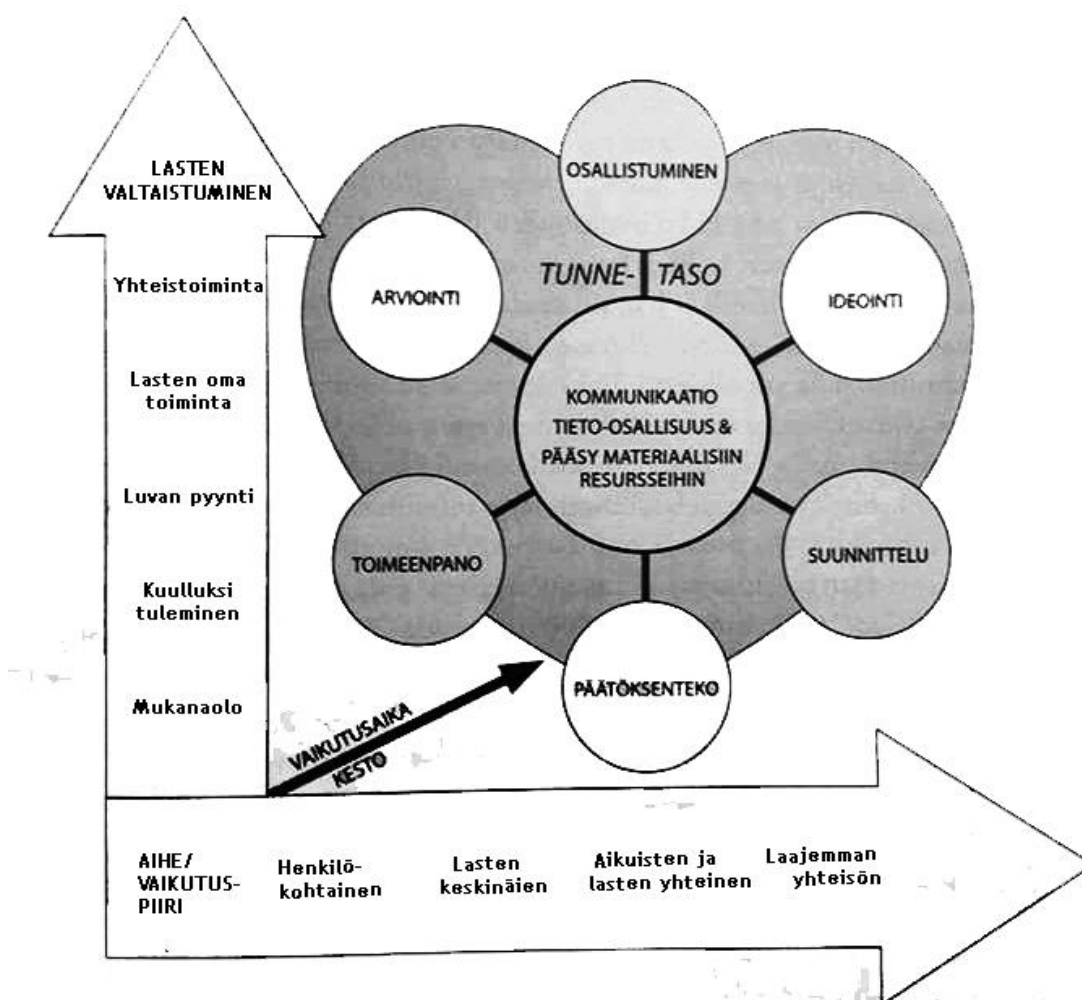 LASTEN
VALTAISTUMINEN
Yhteistoiminta
Lasten oma
toiminta
Luvan pyynti
Kuulluksi
tuleminen
Mukanaolo
OSALLISTUMINEN
TUNNE- TASO
ARVIOINTI
IDEOINTI
KOMMUNIKAATIO
TIETO-OSALLISUUS &
PÄÄSY MATERIAALISIIN
RESURSSEIHIN
TOIMEENPANO
SUUNNITTELU
PÄÄTÖKSENTEKO
VAIKUTUSAIKA
KESTO
AIHE/
VAIKUTUS-
PIIRI
Henkilö-
kohtainen
Lasten
keskinäien
Aikuisten ja
lasten yhteinen
Laajemman
yhteisön